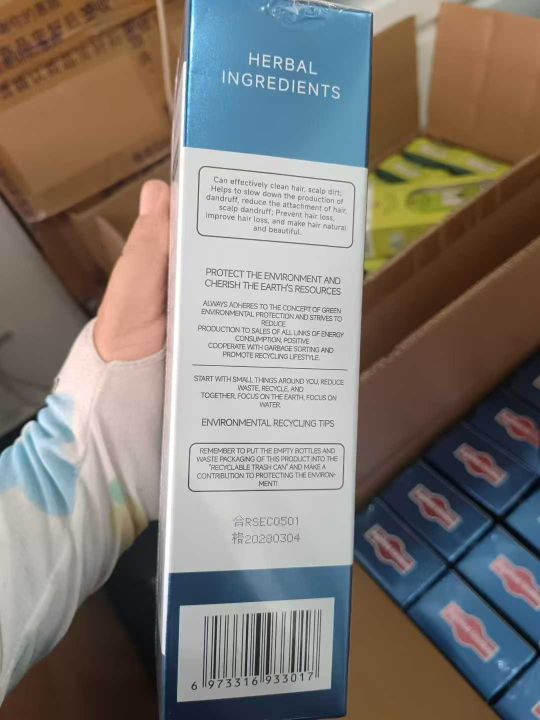 HERBAL
INGREDIENTS
Can effectively clean hair, scalp dirt;
Helps to slow down the production of
dandruff, reduce the attachment of hair,
scalp dandruff; Prevent hair loss,
improve hair loss, and make hair natural
and beautiful.
PROTECT THE ENVIRONMENT AND
CHERISH THE EARTH'S RESOURCES
ALWAYS ADHERES TO THE CONCEPT OF GREEN
ENVIRONMENTAL PROTECTION AND STRIVES TO
REDUCE
PRODUCTION TO SALES OF ALL LINKS OF ENERGY
CONSUMPTION, POSITIVE
COOPERATE WITH GARBAGE SORTING AND
PROMOTE RECYCLING LIFESTYLE.
START WITH SMALL THINGS AROUND YOU, REDUCE
WASTE, RECYCLE, AND
TOGETHER, FOCUS ON THE EARTH, FOCUS ON
WATER.
ENVIRONMENTAL RECYCLING TIPS
REMEMBER TO PUT THE EMPTY BOTTLES AND
WASTE PACKAGING OF THIS PRODUCT INTO THE
"RECYCLABLE TRASH CAN" AND MAKE A
CONTRIBUTION TO PROTECTING THE ENVIRON-
MENT!
合RSEC0501
格20280304
6 973316 933017